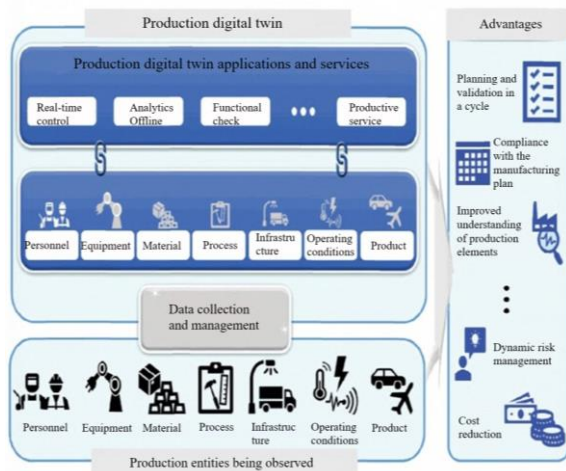 Production digital twin
Production digital twin applications and services
Real-time
control
Analytics
Offline
Functional
check
•••
Productive
service
Personnel
Equipment
Material
Process
Infrastru
cture
Operating
conditions
Product
Data collection
and management
Personnel
Equipment
Material
Process
Infrastruc
ture
Operating
conditions
Product
Production entities being observed
Advantages
Planning and
validation in
a cycle
Compliance
with the
manufacturing
plan
Improved
understanding
of production
elements
Dynamic risk
management
Cost
reduction